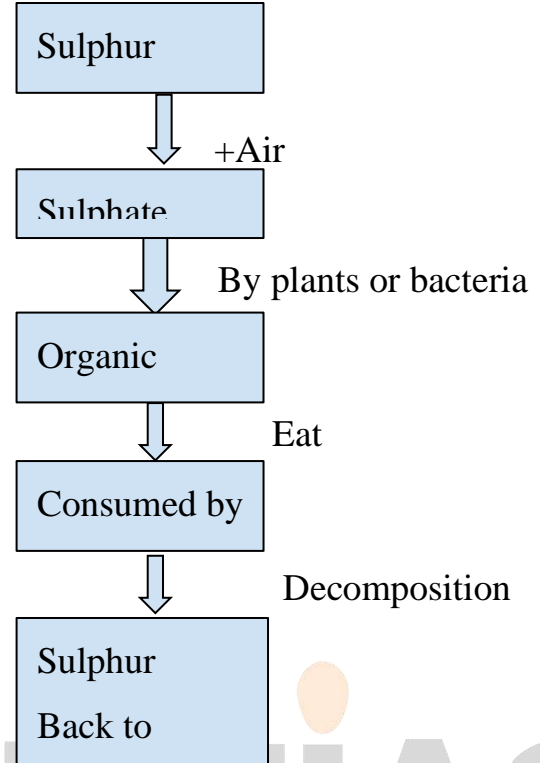 Sulphur
+Air
Sulphate
By plants or bacteria
Organic
Eat
Consumed by
Decomposition
Sulphur
Back to